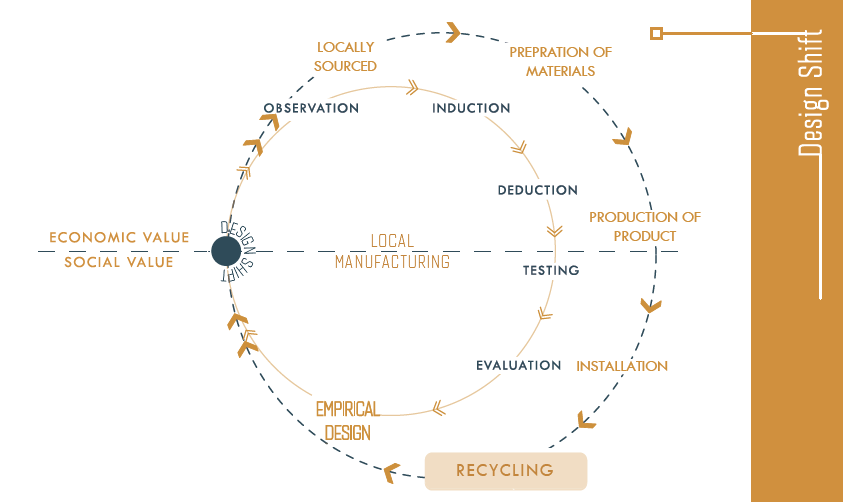 LOCALLY
SOURCED
PREPRATION OF
MATERIALS
OBSERVATION
INDUCTION
DEDUCTION
PRODUCTION OF
PRODUCT
ECONOMIC VALUE
SOCIAL VALUE
DESIGN SHIFT
LOCAL
MANUFACTURING
TESTING
EVALUATION
INSTALLATION
EMPIRICAL
DESIGN
RECYCLING
Design Shift